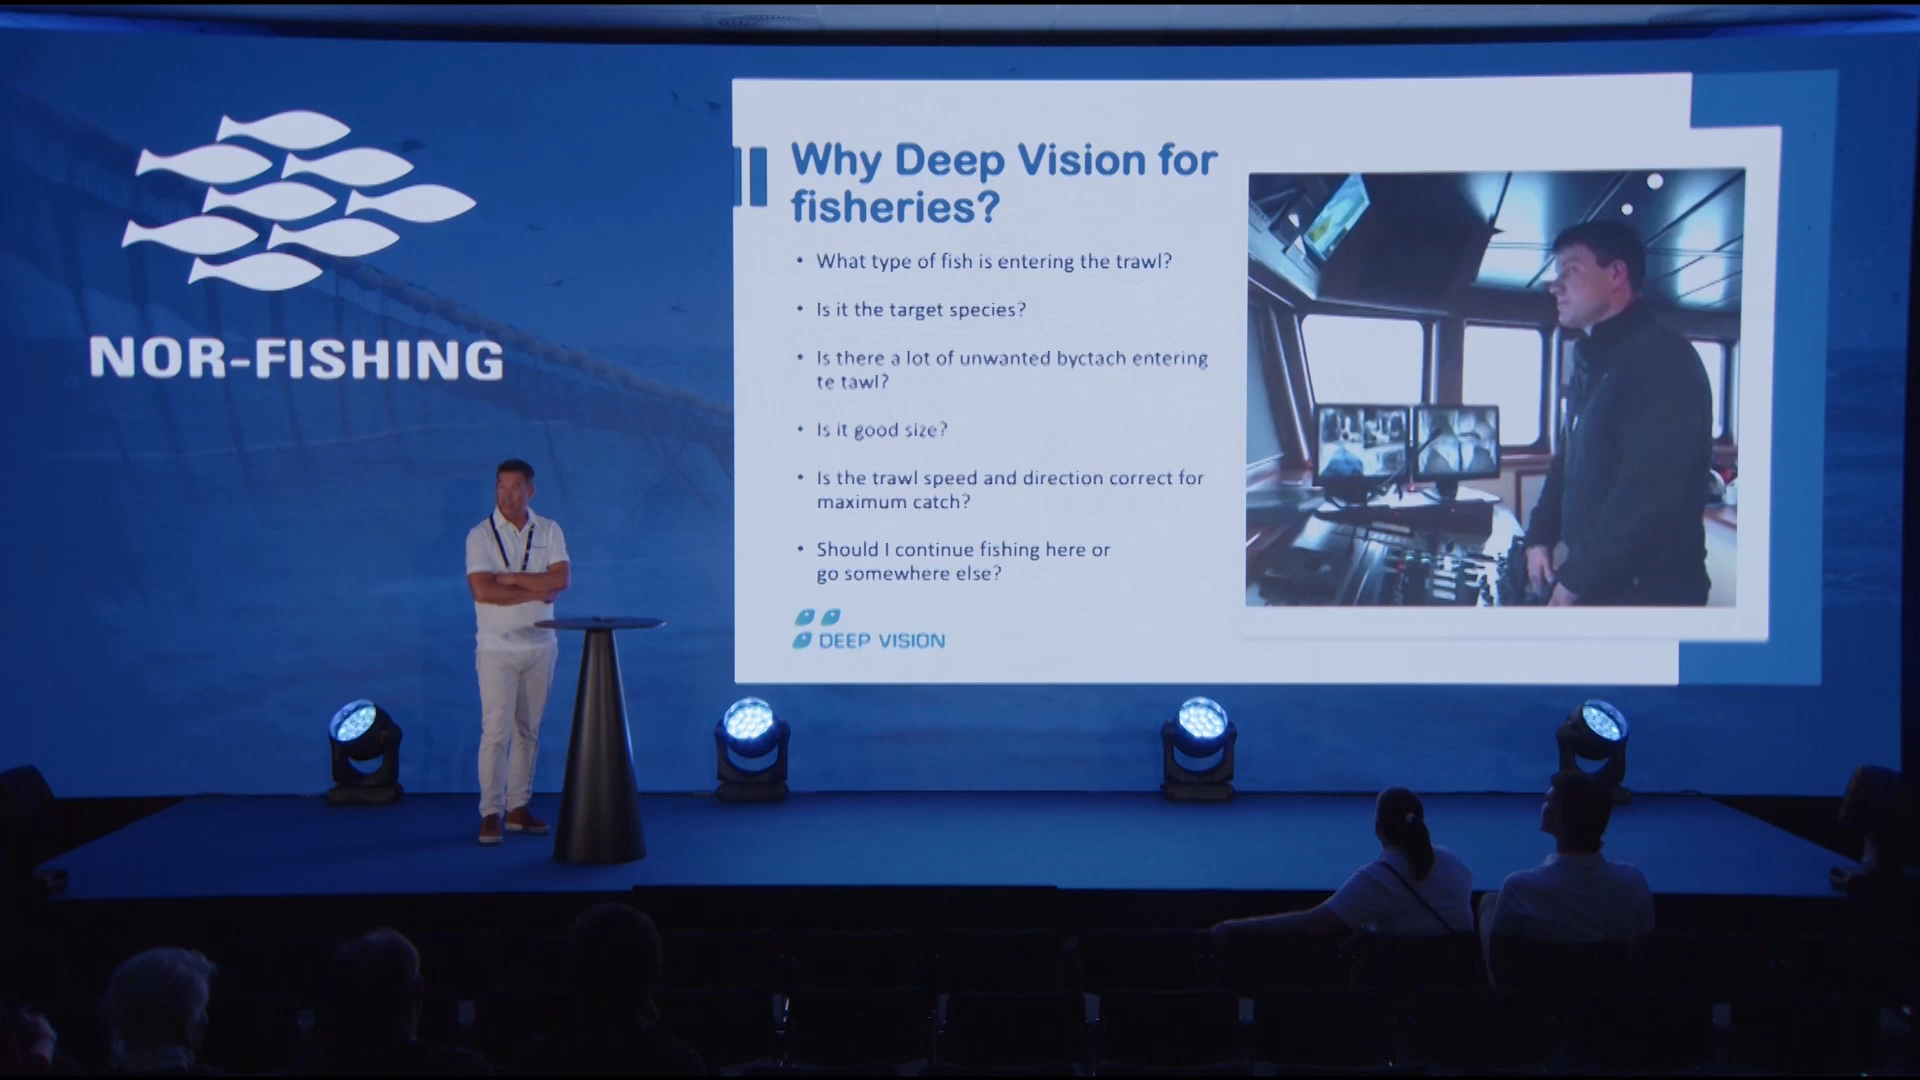 NOR-FISHING
Why Deep Vision for
fisheries?
• What type of fish is entering the trawl?
• Is it the target species?
• Is there a lot of unwanted byctach entering
te tawl?
• Is it good size?
• Is the trawl speed and direction correct for
maximum catch?
• Should I continue fishing here or
go somewhere else?
DEEP VISION